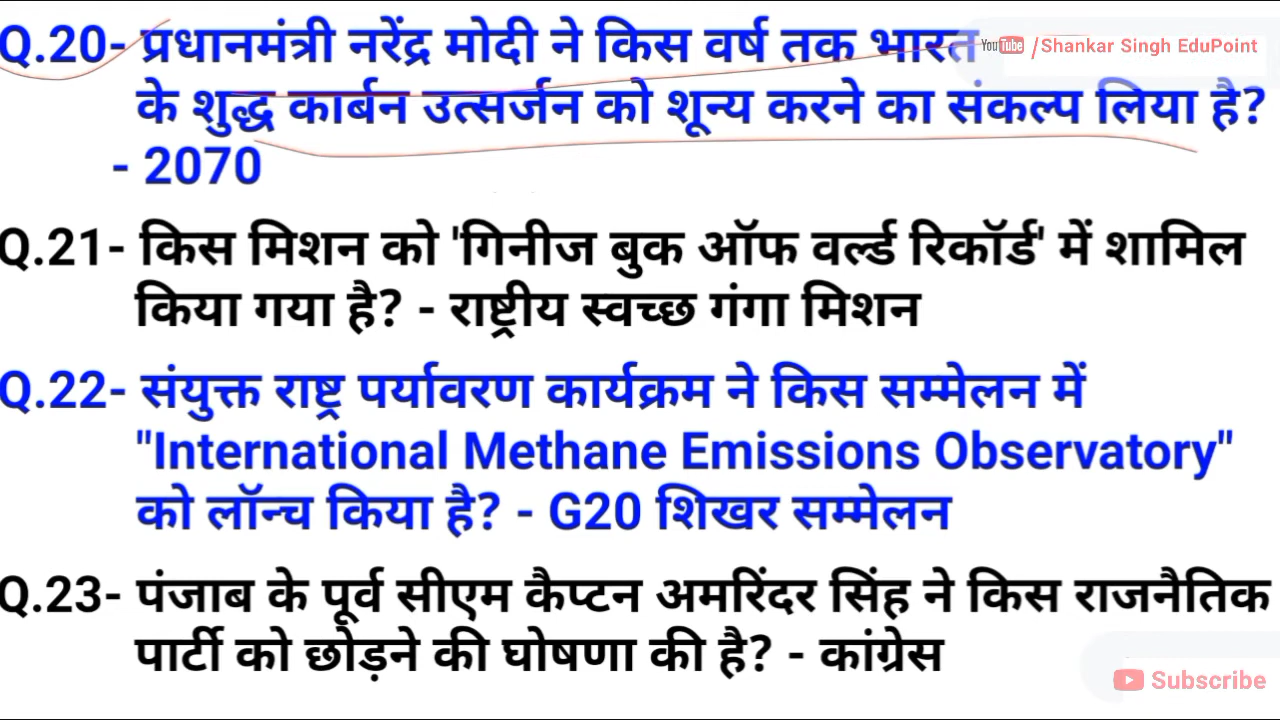 Q.20- प्रधानमंत्री नरेंद्र मोदी ने किस वर्ष तक भारत
YouTube /Shankar Singh EduPoint
के शुद्ध कार्बन उत्सर्जन को शून्य करने का संकल्प लिया है?
- 2070
Q.21- किस मिशन को 'गिनीज बुक ऑफ वर्ल्ड रिकॉर्ड' में शामिल
किया गया है? - राष्ट्रीय स्वच्छ गंगा मिशन
Q.22- संयुक्त राष्ट्र पर्यावरण कार्यक्रम ने किस सम्मेलन में
"International Methane Emissions Observatory"
को लॉन्च किया है? - G20 शिखर सम्मेलन
Q.23- पंजाब के पूर्व सीएम कैप्टन अमरिंदर सिंह ने किस राजनैतिक
पार्टी को छोड़ने की घोषणा की है? - कांग्रेस
Subscribe